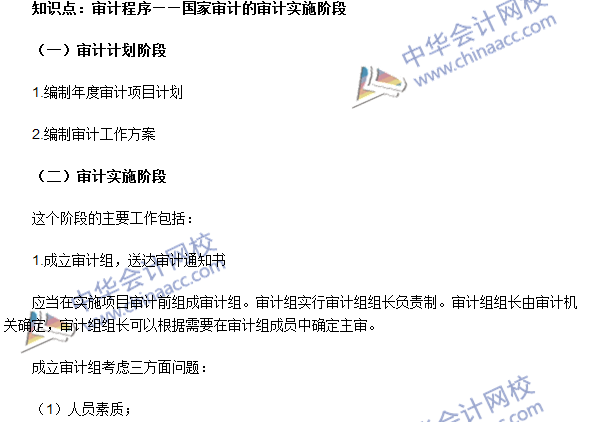 知识点：审计程序——国家审计的审计实施阶段
中华会计网校
www.chinaacc.com
（一）审计计划阶段
1.编制年度审计项目计划
2.编制审计工作方案
（二）审计实施阶段
这个阶段的主要工作包括：
1.成立审计组，送达审计通知书
中华会计网校
www.chinaacc.com
应当在实施项目审计前组成审计组。审计组实行审计组组长负责制。审计组组长由审计机
关确定，审计组组长可以根据需要在审计组成员中确定主审。
成立审计组考虑三方面问题：
（1）人员素质；
中华会计网校